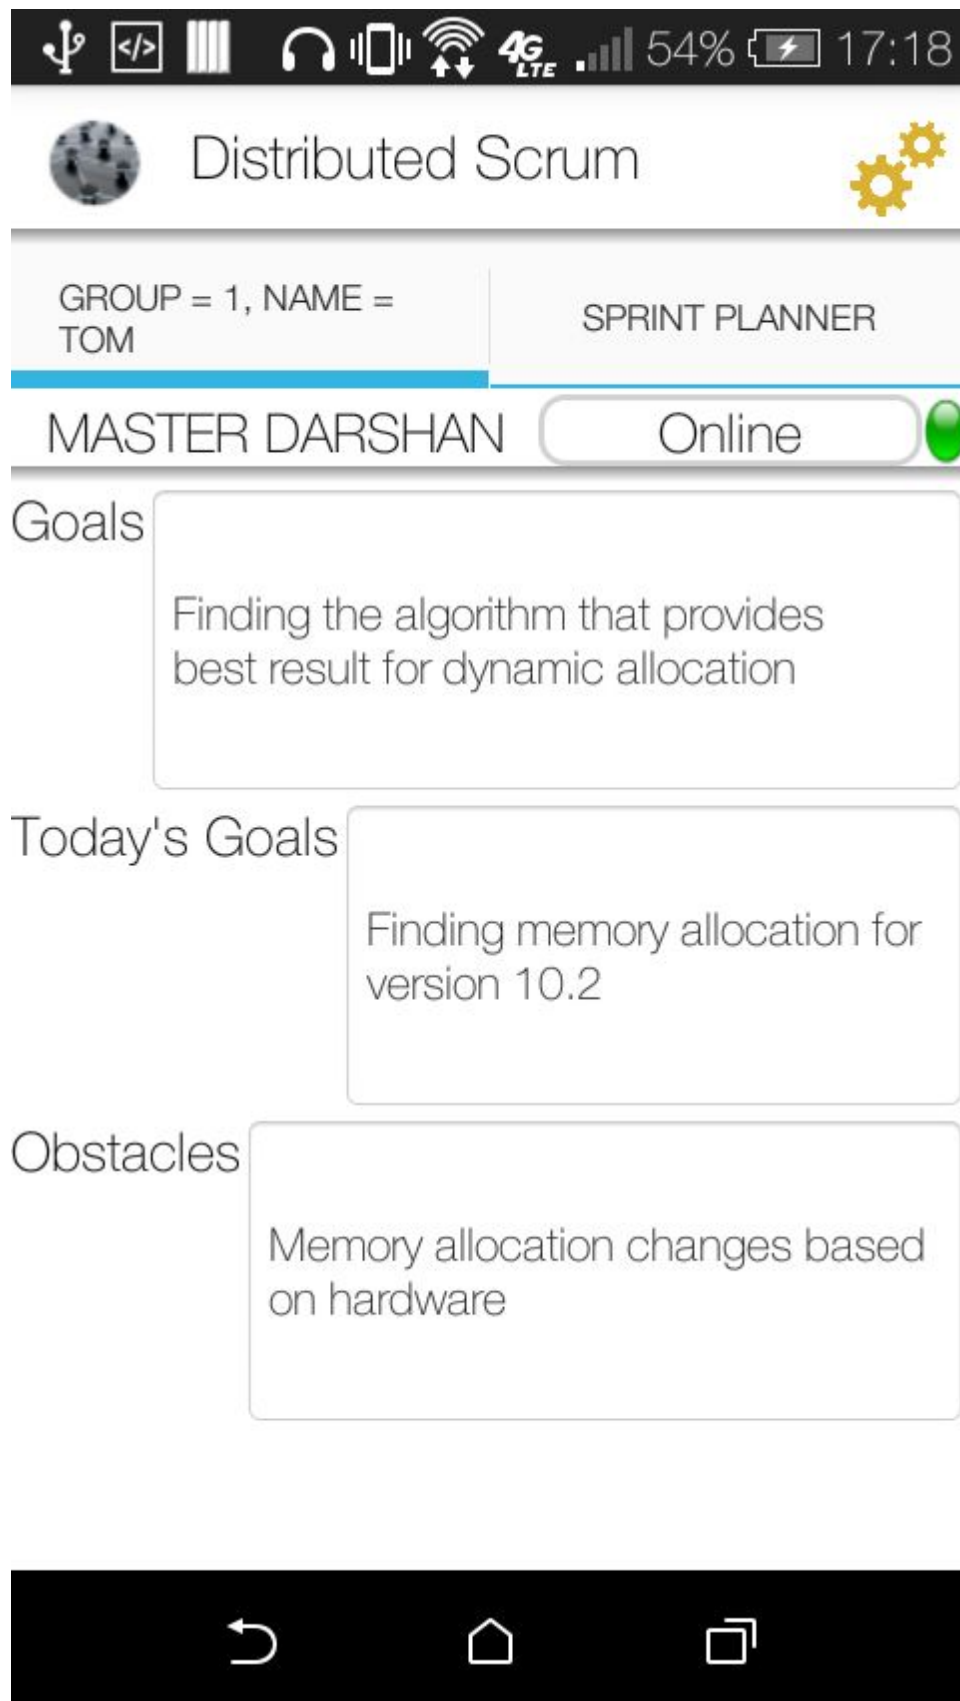 </> 4G LTE 54% 17:18
Distributed Scrum
GROUP = 1, NAME =
TOM
SPRINT PLANNER
MASTER DARSHAN Online
Goals
Finding the algorithm that provides
best result for dynamic allocation
Today's Goals
Finding memory allocation for
version 10.2
Obstacles
Memory allocation changes based
on hardware